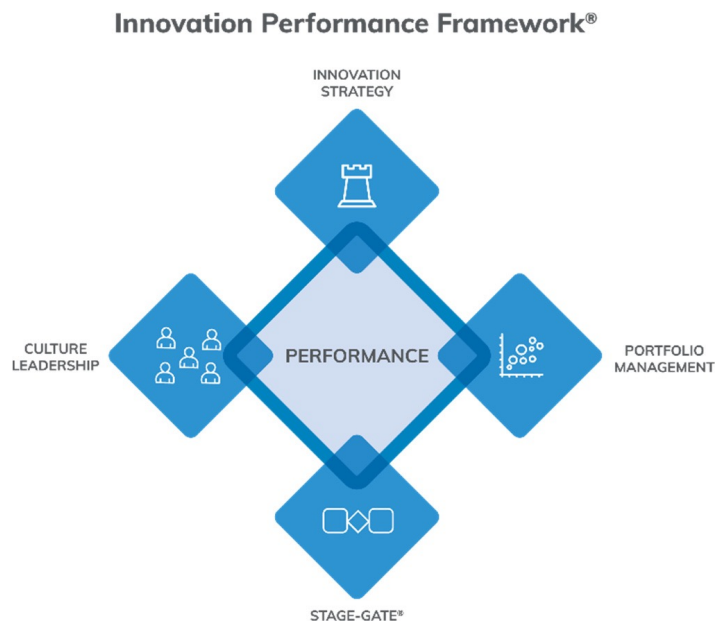 Innovation Performance Framework®
INNOVATION
STRATEGY
CULTURE
LEADERSHIP
PERFORMANCE
PORTFOLIO
MANAGEMENT
STAGE-GATE®